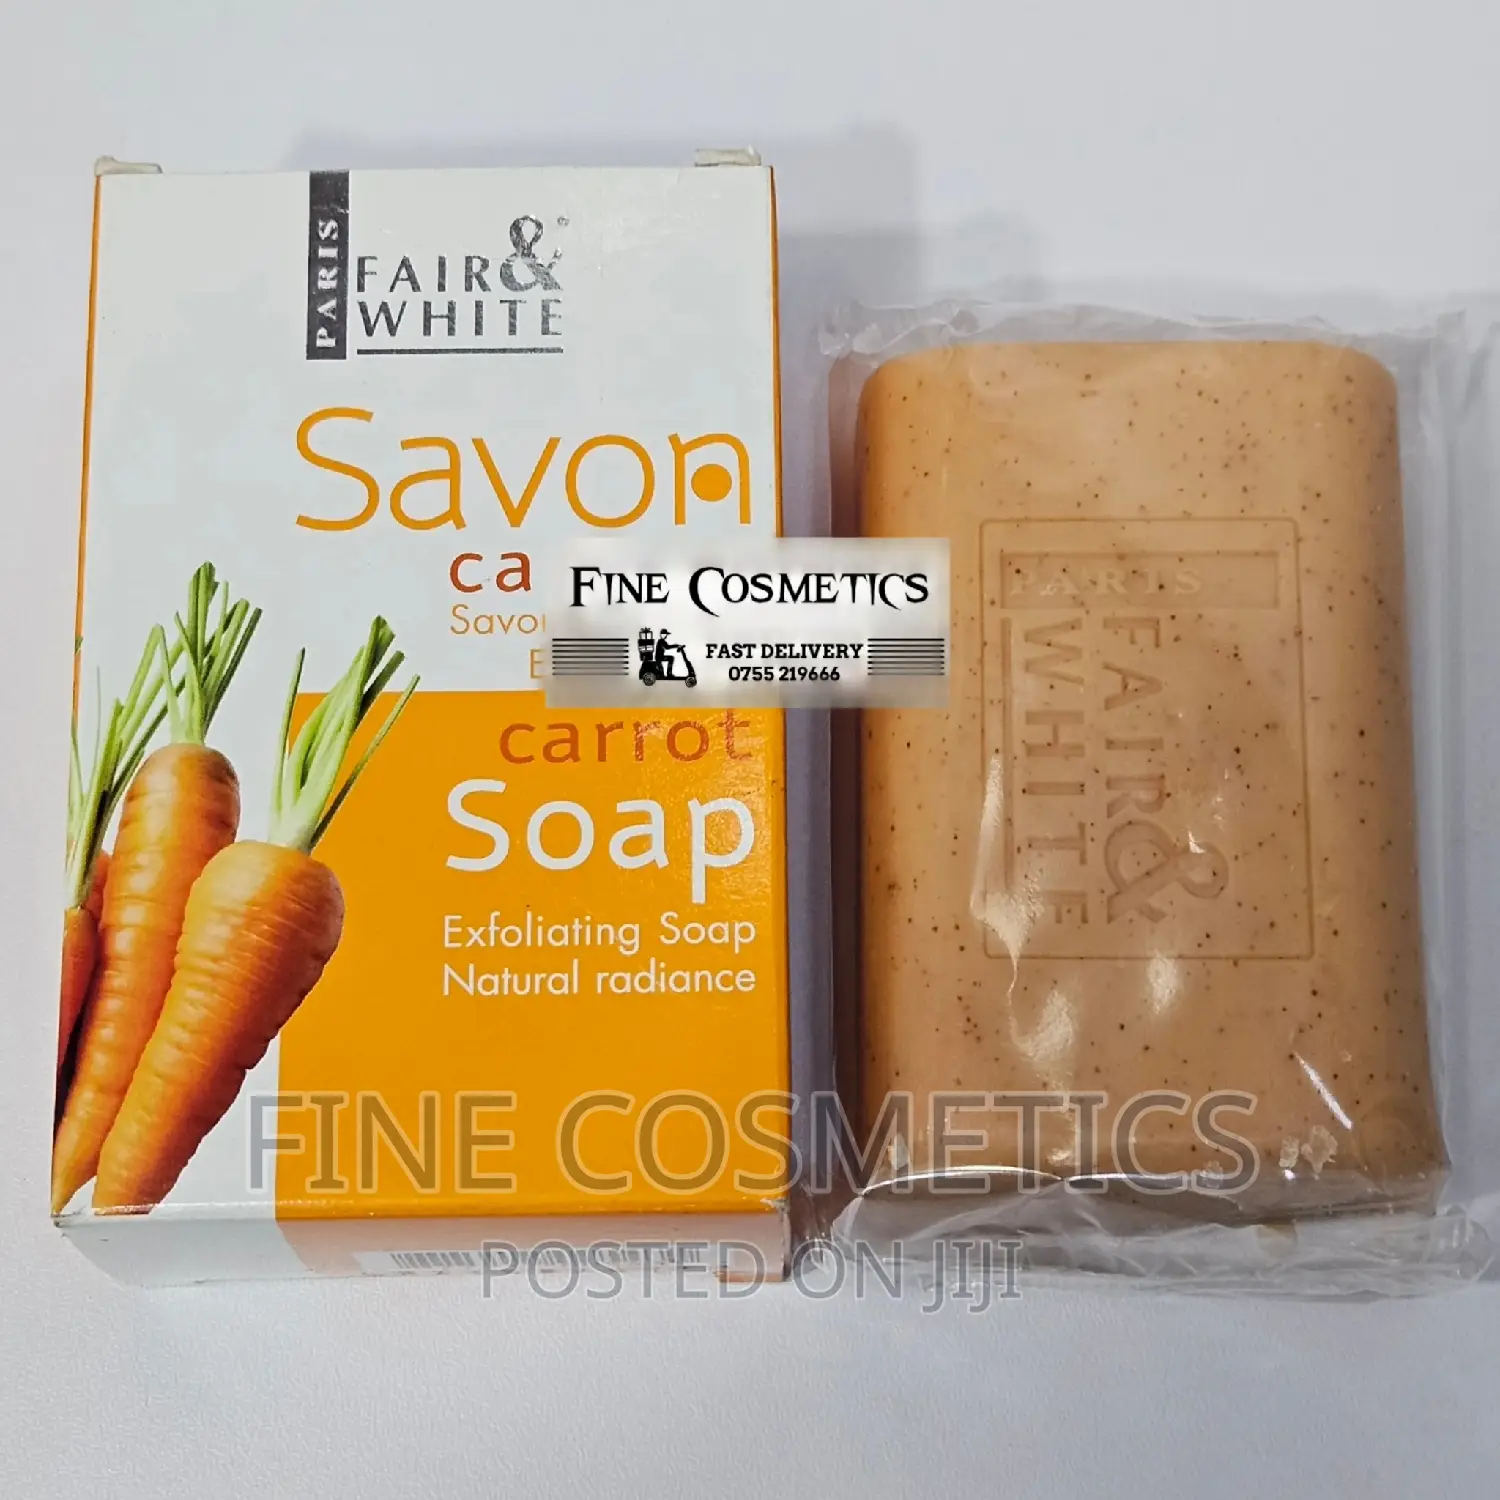 PARIS
FAIR &
WHITE
Savon
ca
Savou
E
carrot
Soap
Exfoliating Soap
Natural radiance
FINE COSMETICS
FAST DELIVERY
0755 219666
PARIS
FAIR &
WHITE
FINE COSMETICS
POSTED ON JIJI